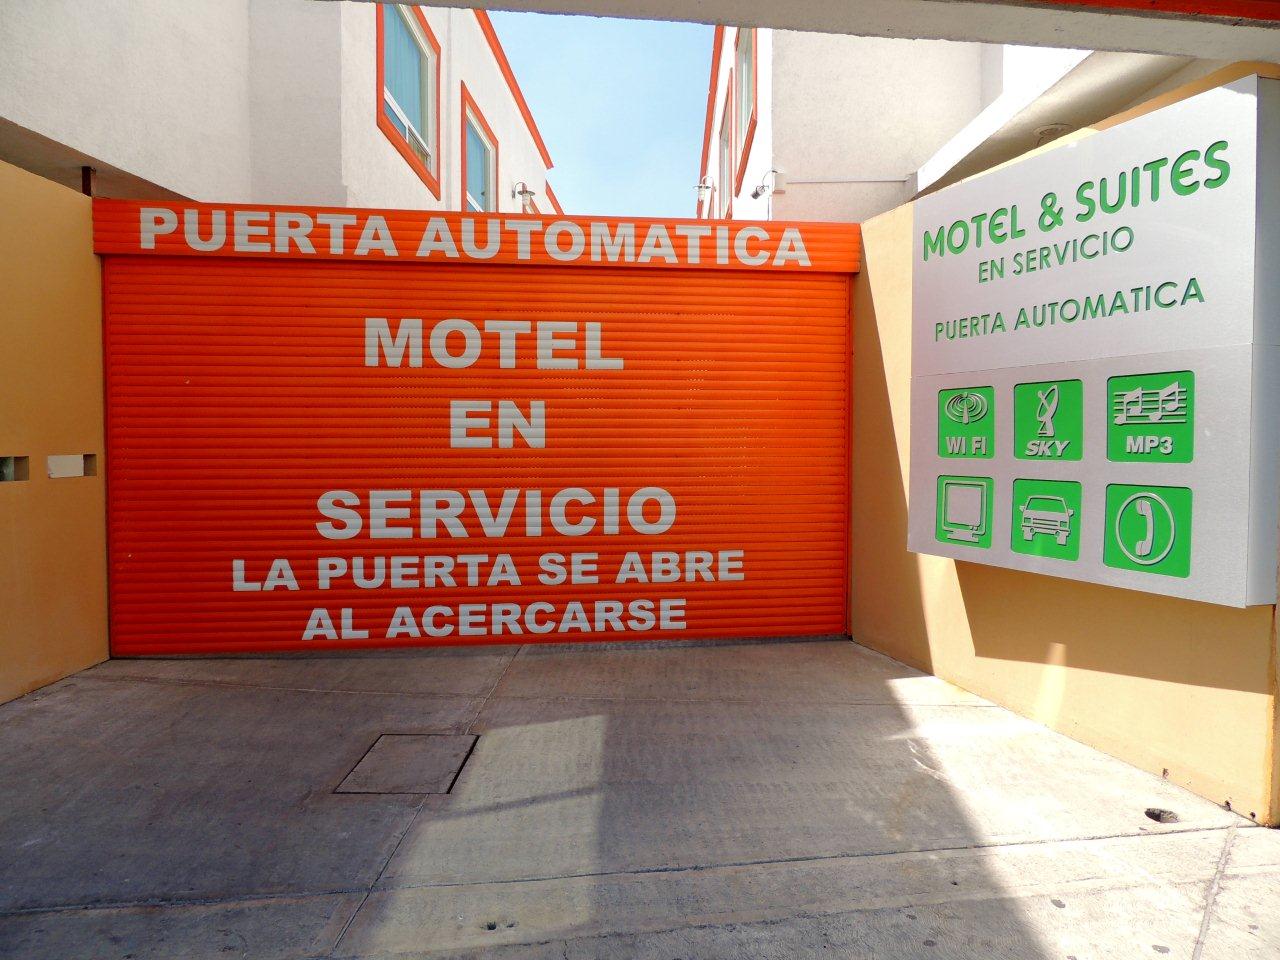 PUERTA AUTOMATICA
MOTEL
EN
SERVICIO
LA PUERTA SE ABRE
AL ACERCARSE
MOTEL & SUITES
EN SERVICIO
PUERTA AUTOMATICA
WI FI
SKY
MP3